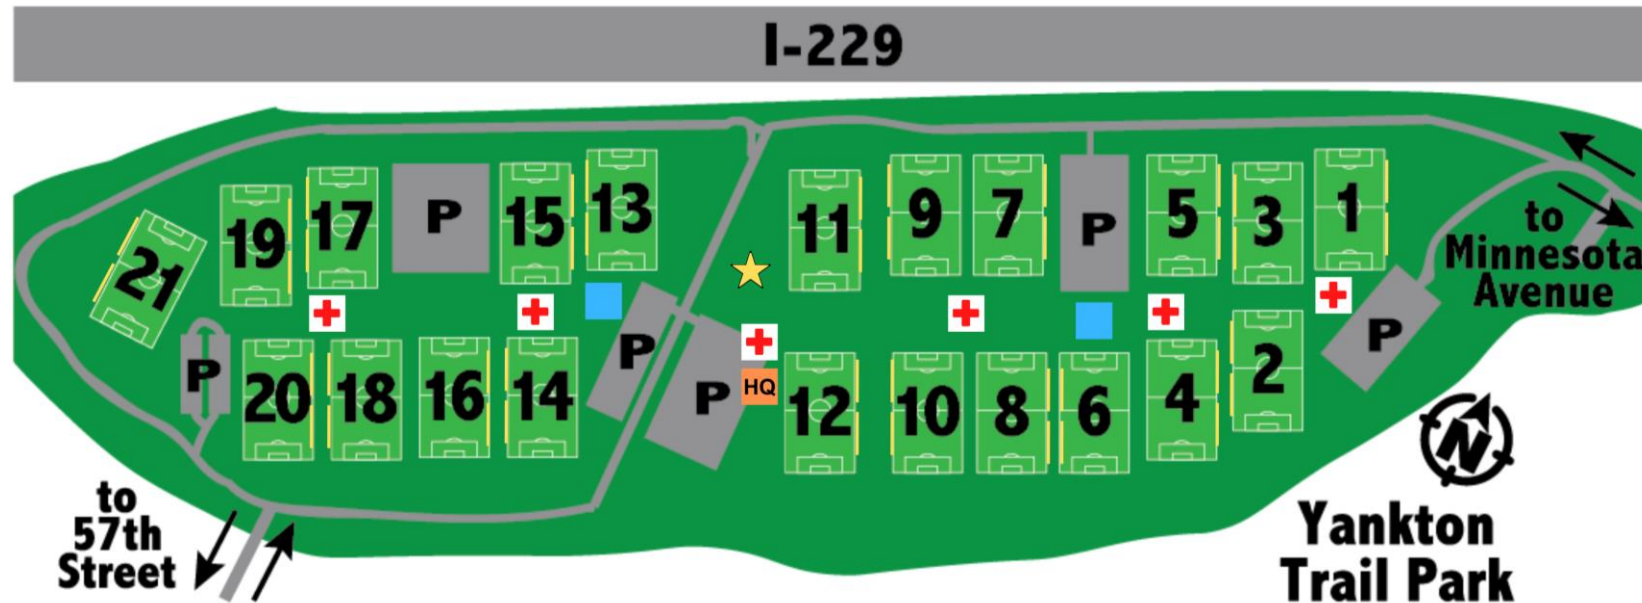 I-229
21
19
17
P
15
13
11
9
7
P
5
3
1
to
Minnesota
Avenue
P
20
18
16
14
P
P
HQ
12
10
8
6
4
2
P
N
to
57th
Street
Yankton
Trail Park